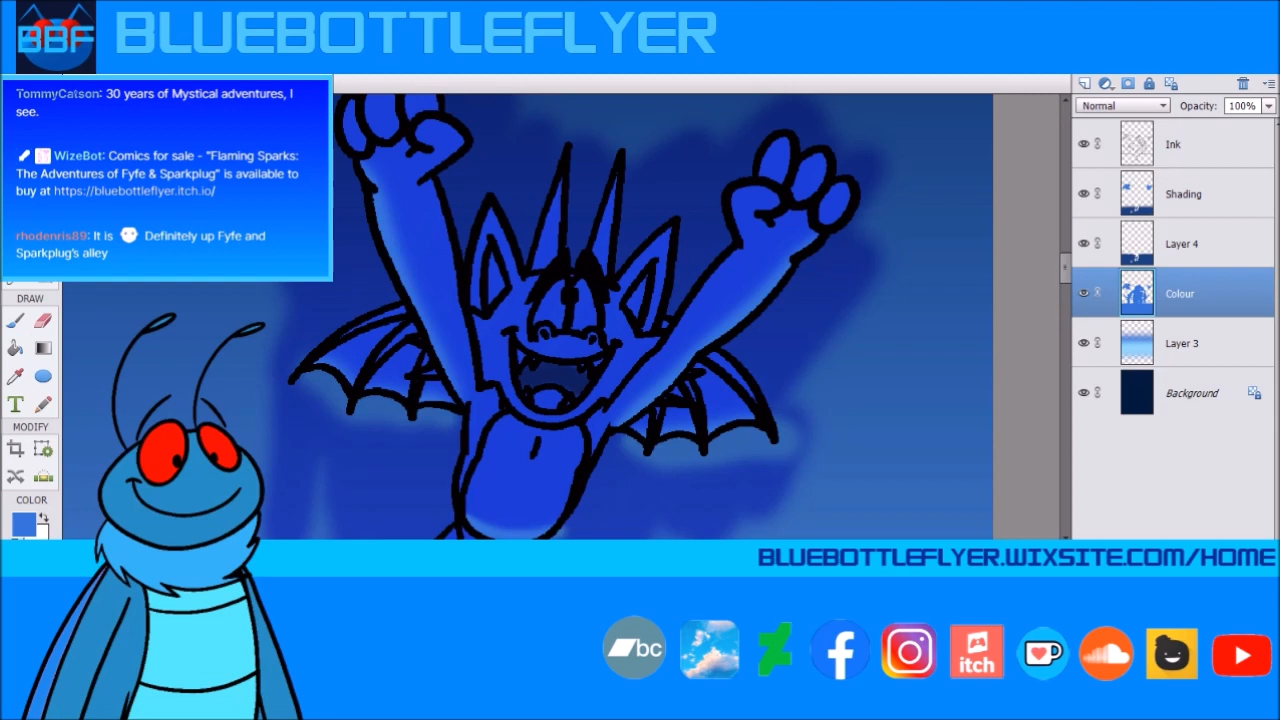 BBF
BLUEBOTTLEFLYER
TommyCatson: 30 years of Mystical adventures, I
see.
WizeBot: Comics for sale - "Flaming Sparks:
The Adventures of Fyfe & Sparkplug" is available to
buy at https://bluebottleflyer.itch.io/
rhodenris89: It is Definitely up Fyfe and
Sparkplug's alley
Normal Opacity: 100%
Ink
Shading
Layer 4
Colour
Layer 3
Background
DRAW
T
MODIFY
COLOR
BLUEBOTTLEFLYER.WIXSITE.COM/HOME
bc
itch